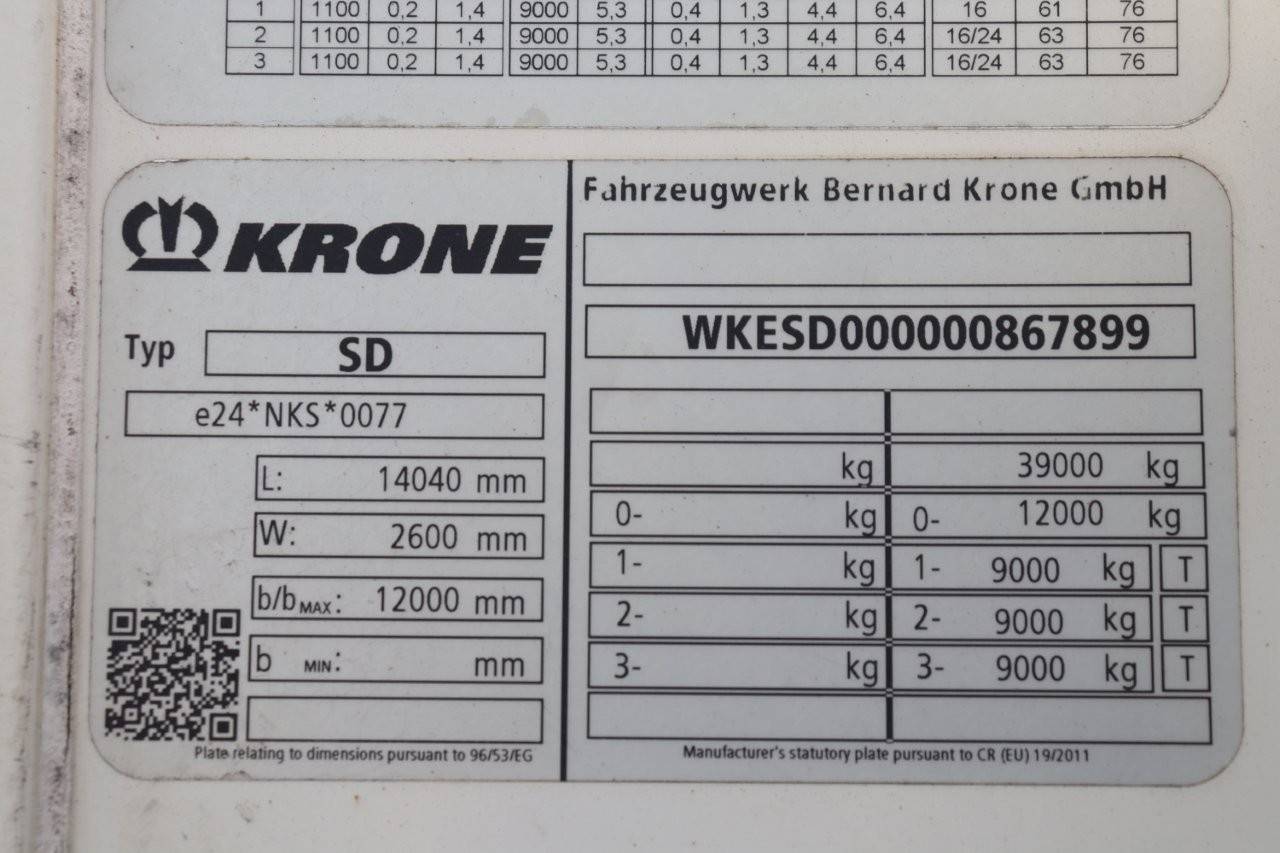 1 1100 0,2 1,4 9000 5,3 0,4 1,3 4,4 6,4 16 61 76
2 1100 0,2 1,4 9000 5,3 0,4 1,3 4,4 6,4 16/24 63 76
3 1100 0,2 1,4 9000 5,3 0,4 1,3 4,4 6,4 16/24 63 76
KRONE
Typ SD
e24*NKS*0077
L: 14040 mm
W: 2600 mm
b/b MAX: 12000 mm
b MIN: mm
Plate relating to dimensions pursuant to 96/53/EG
Fahrzeugwerk Bernard Krone GmbH
WKESD000000867899
kg 39000 kg
0- kg 0- 12000 kg
1- kg 1- 9000 kg T
2- kg 2- 9000 kg T
3- kg 3- 9000 kg T
Manufacturer's statutory plate pursuant to CR (EU) 19/2011